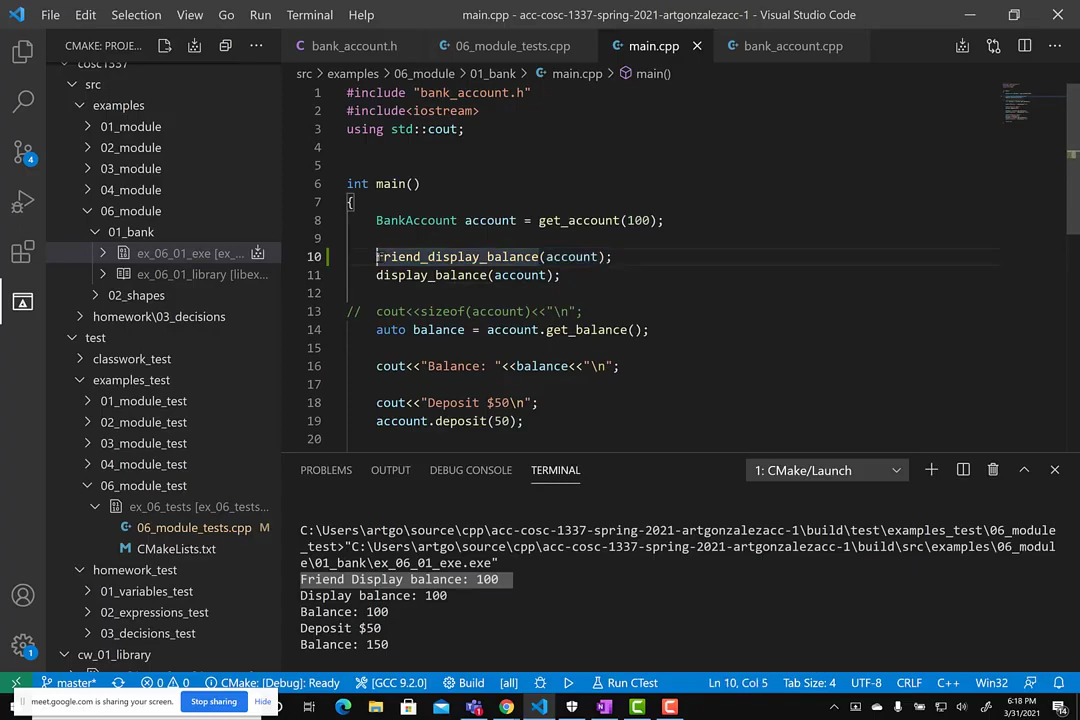 File Edit Selection View Go Run Terminal Help main.cpp - acc-cosc-1337-spring-2021-artgonzalezacc-1 - Visual Studio Code
CMAKE: PROJE... bank_account.h 06_module_tests.cpp main.cpp bank_account.cpp
src > examples > 06_module > 01_bank > main.cpp > main()
cosc1337
src
examples
01_module
02_module
03_module
04_module
06_module
01_bank
ex_06_01_exe [ex_...
ex_06_01_library [libex...
02_shapes
homework\03_decisions
test
classwork_test
examples_test
01_module_test
02_module_test
03_module_test
04_module_test
06_module_test
ex_06_tests [ex_06_tests...
06_module_tests.cpp M
CMakeLists.txt
homework_test
01_variables_test
02_expressions_test
03_decisions_test
cw_01_library
4
1
1 #include "bank_account.h"
2 #include<iostream>
3 using std::cout;
4
5
6 int main()
7 {
8 BankAccount account = get_account(100);
9
10 friend_display_balance(account);
11 display_balance(account);
12
13 // cout<<sizeof(account)<<"\n";
14 auto balance = account.get_balance();
15
16 cout<<"Balance: "<<balance<<"\n";
17
18 cout<<"Deposit $50\n";
19 account.deposit(50);
20
PROBLEMS OUTPUT DEBUG CONSOLE TERMINAL 1: CMake/Launch
C:\Users\artgo\source\cpp\acc-cosc-1337-spring-2021-artgonzalezacc-1\build\test\examples_test\06_module
_test>"C:\Users\artgo\source\cpp\acc-cosc-1337-spring-2021-artgonzalezacc-1\build\src\examples\06_modul
e\01_bank\ex_06_01_exe.exe"
Friend Display balance: 100
Display balance: 100
Balance: 100
Deposit $50
Balance: 150
master* 0 0 CMake: [Debug]: Ready [GCC 9.2.0] Build [all] Run CTest Ln 10, Col 5 Tab Size: 4 UTF-8 CRLF C++ Win32
meet.google.com is sharing your screen. Stop sharing Hide
6:18 PM
3/31/2021
14